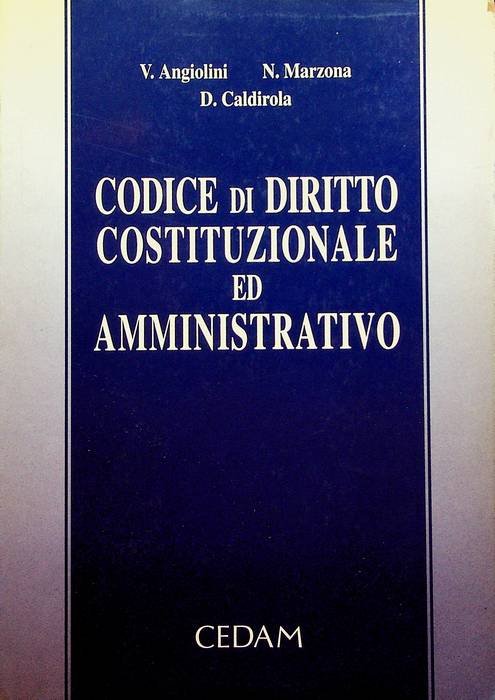 V. Angiolini N. Marzona
D. Caldirola
CODICE DI DIRITTO
COSTITUZIONALE
ED
AMMINISTRATIVO
CEDAM